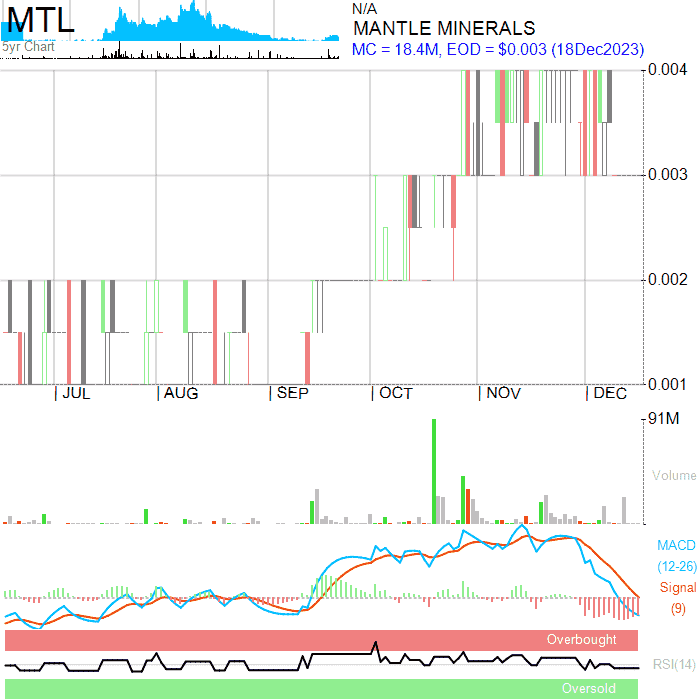 MTL
5yr Chart
N/A
MANTLE MINERALS
MC = 18.4M, EOD = $0.003 (18Dec2023)
0.004
0.003
0.002
0.001
JUL AUG SEP OCT NOV DEC
91M
Volume
MACD
(12-26)
Signal
(9)
Overbought
RSI(14)
Oversold